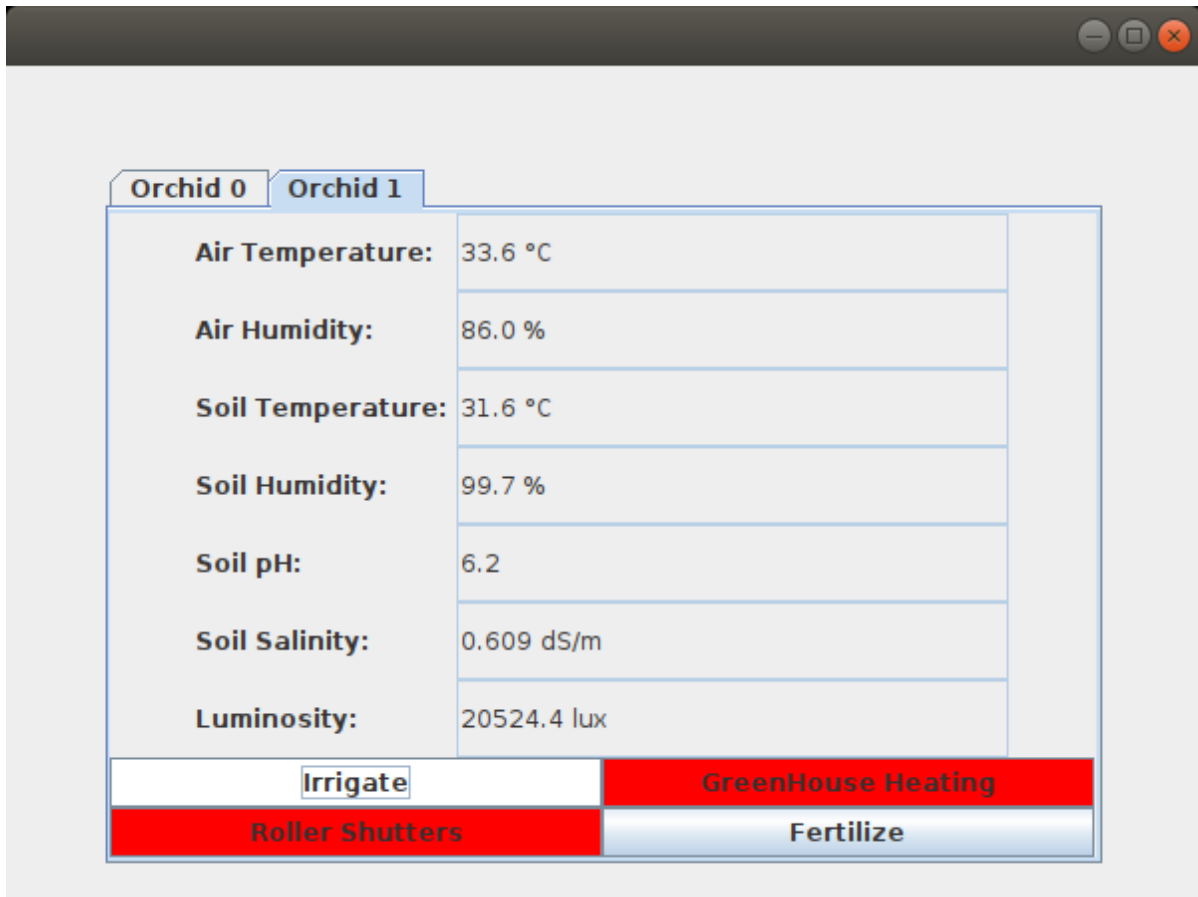 Orchid 0 Orchid 1
Air Temperature: 33.6 °C
Air Humidity: 86.0 %
Soil Temperature: 31.6 °C
Soil Humidity: 99.7 %
Soil pH: 6.2
Soil Salinity: 0.609 dS/m
Luminosity: 20524.4 lux
Irrigate GreenHouse Heating
Roller Shutters Fertilize